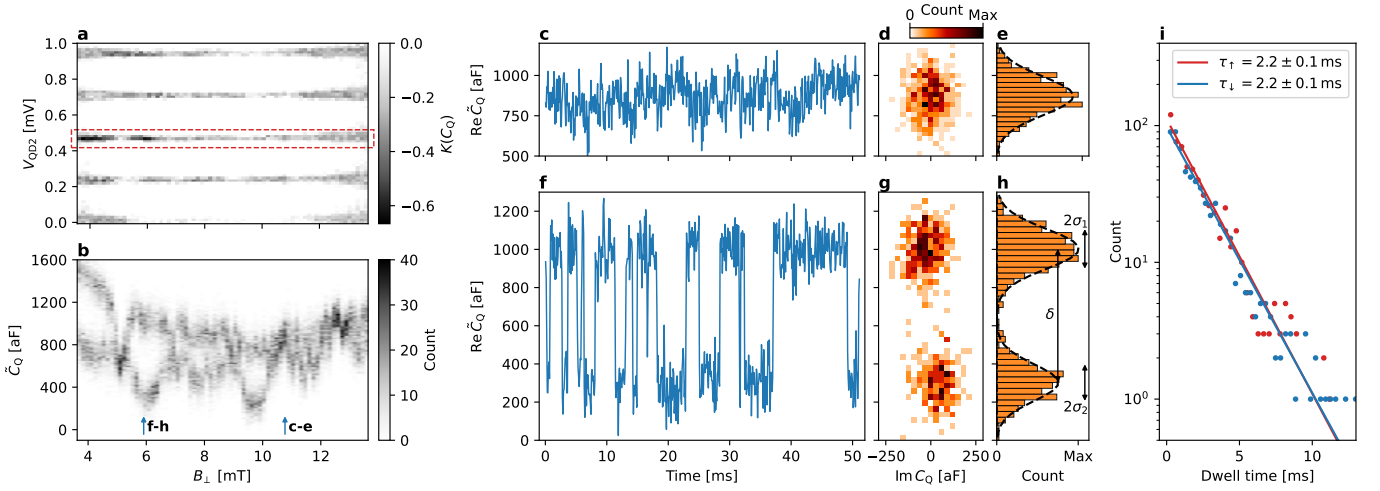 a
1.0
0.8
0.6
0.4
0.2
0.0
V_QD2 [mV]
0.0
−0.2
−0.4
−0.6
K(C_Q)
b
1600
1200
800
400
0
C̃_Q [aF]
f-h
c-e
4
6
8
10
12
B_⊥ [mT]
40
30
20
10
0
Count
c
1000
750
500
Re C̃_Q [aF]
Count
0
Max
d
e
f
1200
1000
800
600
400
200
0
Re C̃_Q [aF]
0
10
20
30
40
50
Time [ms]
g
−250
0
250
Im C_Q [aF]
h
2σ_1
δ
2σ_2
Max
Count
i
τ_↑ = 2.2 ± 0.1 ms
τ_↓ = 2.2 ± 0.1 ms
10^2
10^1
10^0
Count
0
5
10
Dwell time [ms]